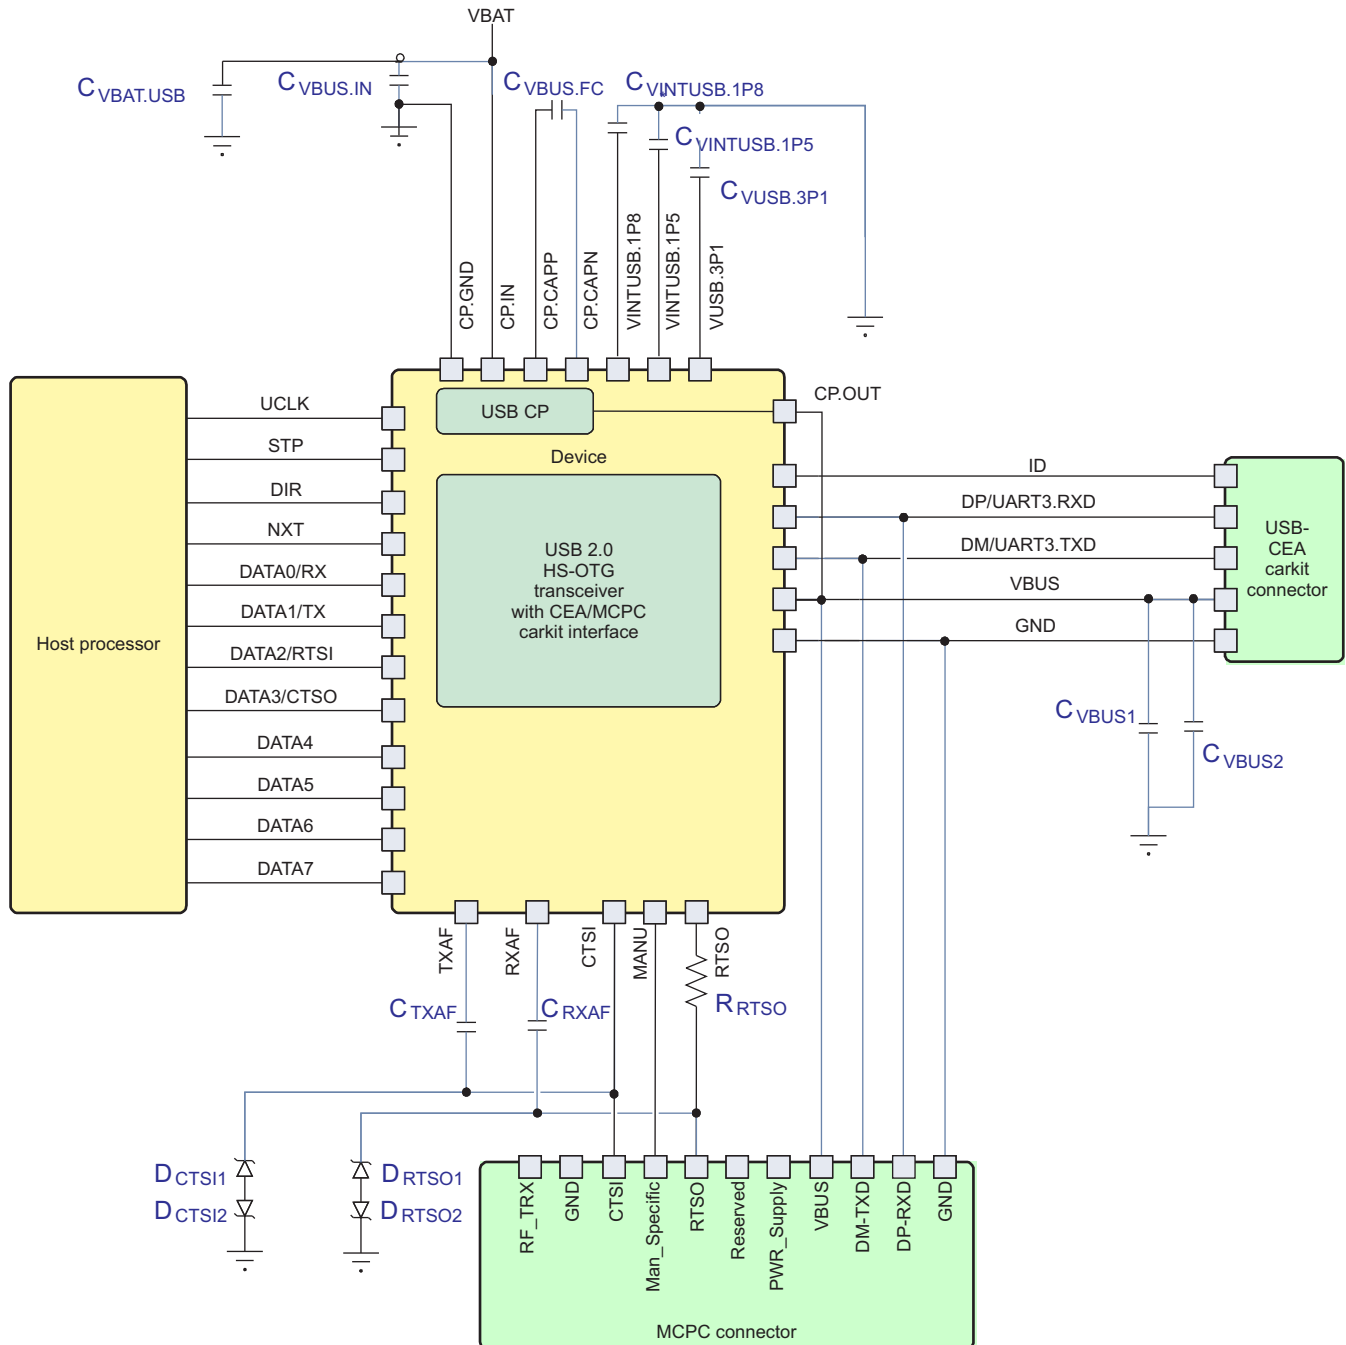 VBAT
CVBAT.USB
CVBUS.IN
CVBUS.FC
CVINTUSB.1P8
CVINTUSB.1P5
CVUSB.3P1
CP.GND
CP.IN
CP.CAPP
CP.CAPN
VINTUSB.1P8
VINTUSB.1P5
VUSB.3P1
Host processor
UCLK
STP
DIR
NXT
DATA0/RX
DATA1/TX
DATA2/RTSI
DATA3/CTSO
DATA4
DATA5
DATA6
DATA7
USB CP
Device
USB 2.0
HS-OTG
transceiver
with CEA/MCPC
carkit interface
CP.OUT
ID
DP/UART3.RXD
DM/UART3.TXD
VBUS
GND
USB-
CEA
carkit
connector
CVBUS1
CVBUS2
TXAF
RXAF
CTSI
MANU
RTSO
CTXAF
CRXAF
RRTSO
DCTSI1
DCTSI2
DRTSO1
DRTSO2
RF_TRX
GND
CTSI
Man_Specific
RTSO
Reserved
PWR_Supply
VBUS
DM-TXD
DP-RXD
GND
MCPC connector